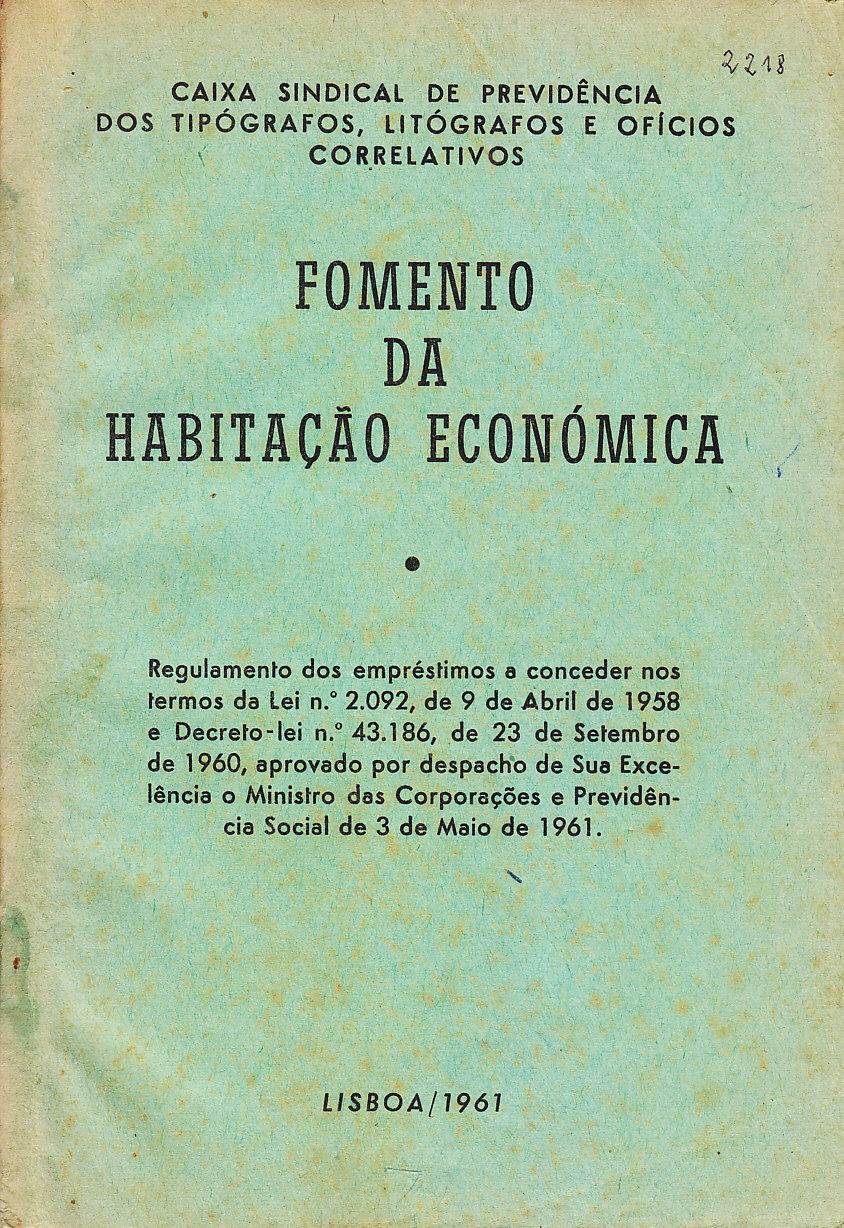 2218
CAIXA SINDICAL DE PREVIDÊNCIA
DOS TIPÓGRAFOS, LITÓGRAFOS E OFÍCIOS
CORRELATIVOS
FOMENTO
DA
HABITAÇÃO ECONÓMICA
•
Regulamento dos empréstimos a conceder nos
termos da Lei n.º 2.092, de 9 de Abril de 1958
e Decreto-lei n.º 43.186, de 23 de Setembro
de 1960, aprovado por despacho de Sua Exce-
lência o Ministro das Corporações e Previdên-
cia Social de 3 de Maio de 1961.
LISBOA/1961